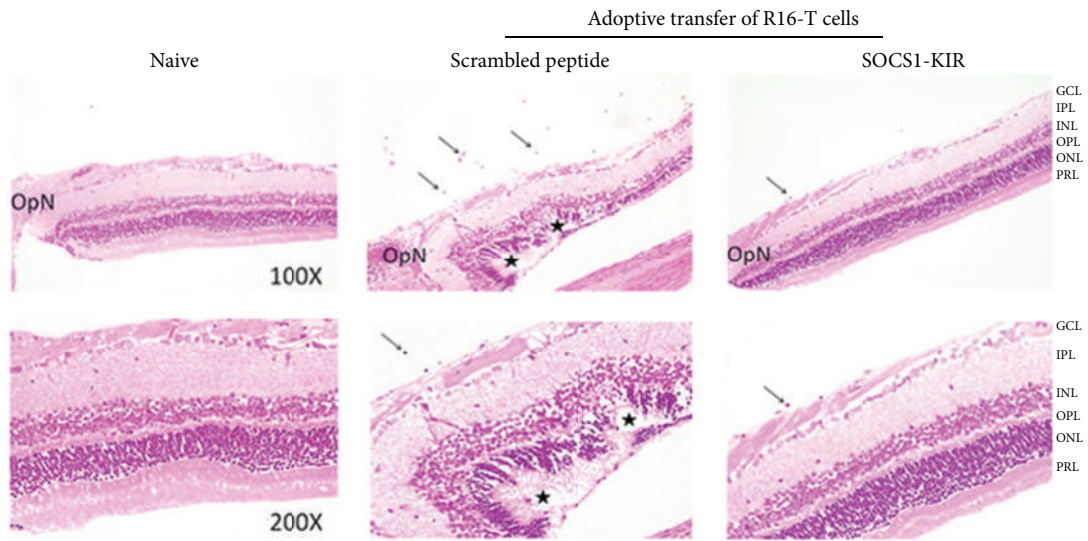 Adoptive transfer of R16-T cells
Naive
Scrambled peptide
SOCS1-KIR
GCL
IPL
INL
OPL
ONL
PRL
OpN
OpN
OpN
100X
GCL
IPL
INL
OPL
ONL
PRL
200X